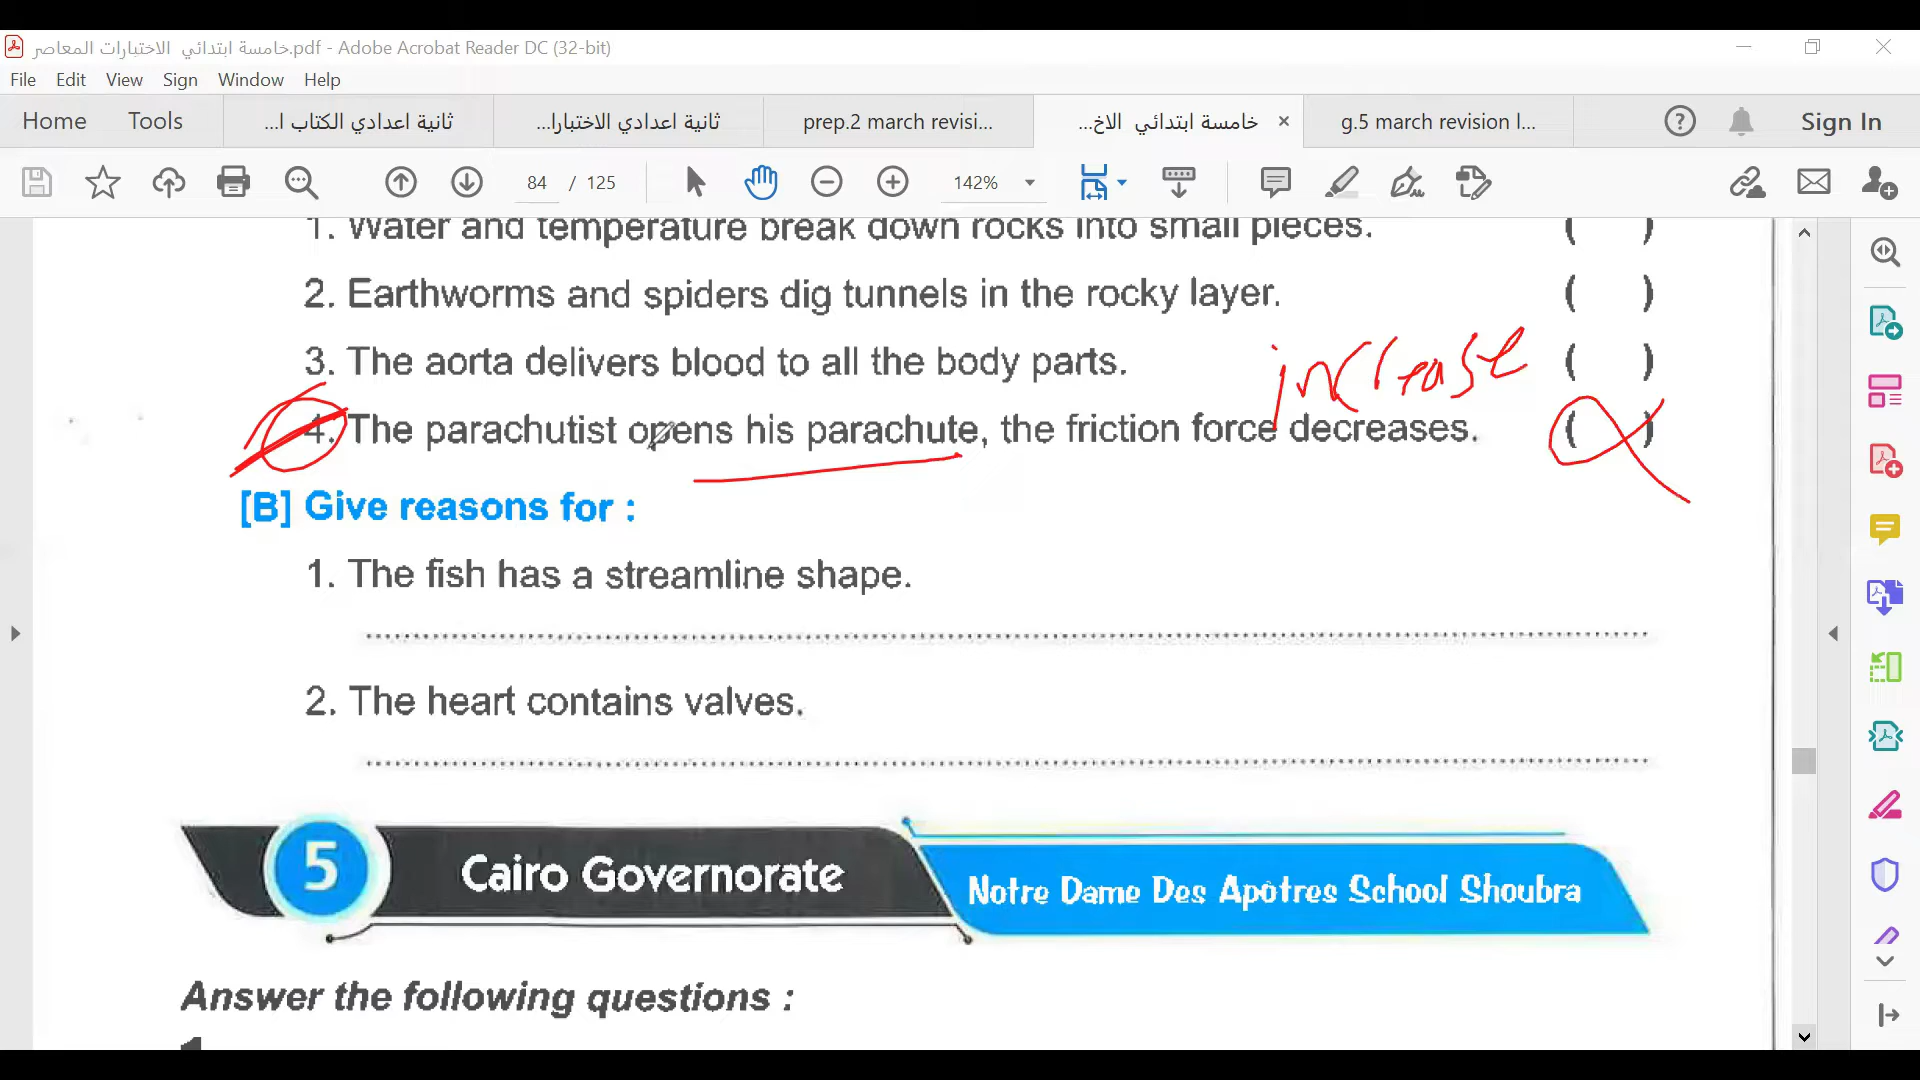 خامسة ابتدائي الاختبارات المعاصر.pdf - Adobe Acrobat Reader DC (32-bit)
File Edit View Sign Window Help
Home Tools ثانية اعدادي الكتاب ا... ثانية اعدادي الاختبارا... prep.2 march revisi... خامسة ابتدائي الاخ... × g.5 march revision l... ? Sign In
84 / 125 142%
1. Water and temperature break down rocks into small pieces. ( )
2. Earthworms and spiders dig tunnels in the rocky layer. ( )
increase
3. The aorta delivers blood to all the body parts. ( )
4. The parachutist opens his parachute, the friction force decreases. ( )
[B] Give reasons for :
1. The fish has a streamline shape.
2. The heart contains valves.
5 Cairo Governorate Notre Dame Des Apôtres School Shoubra
Answer the following questions :